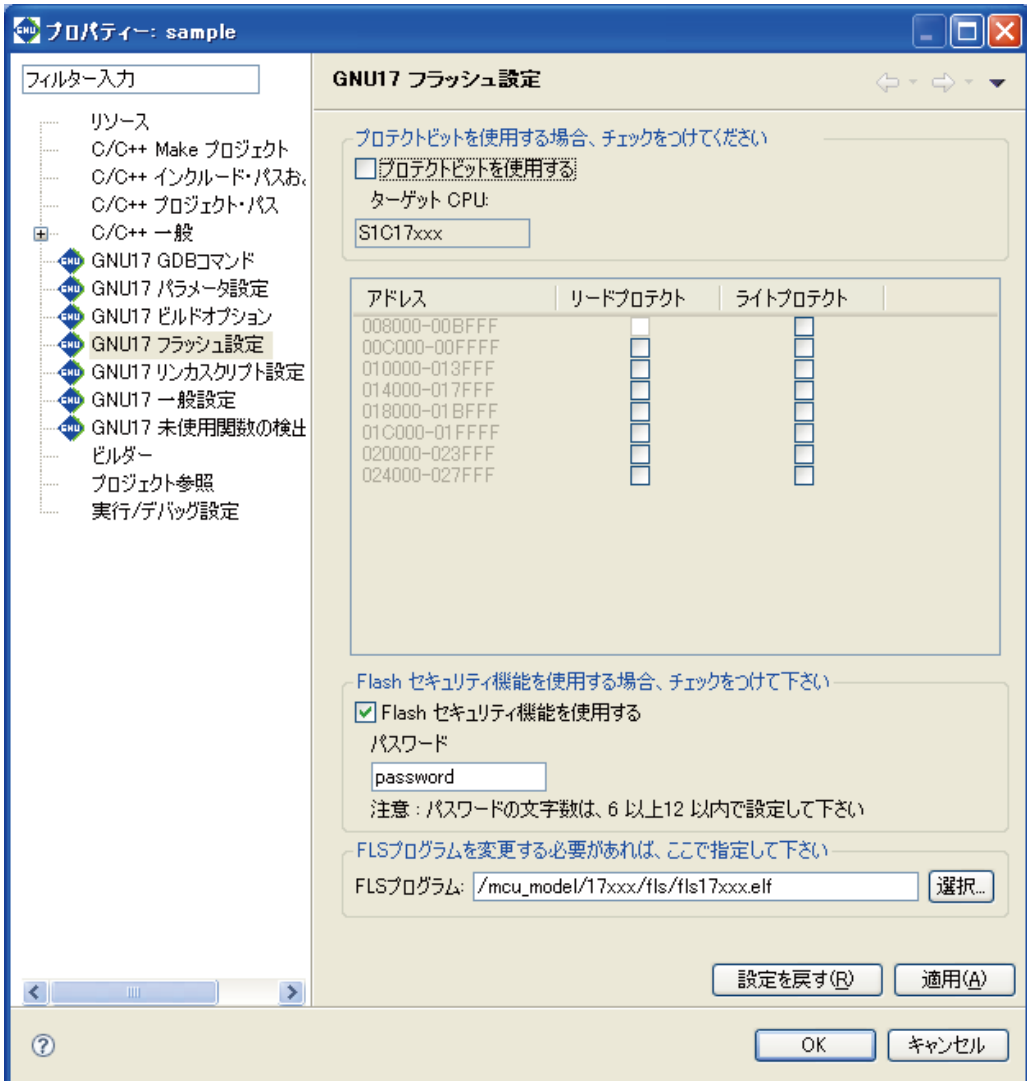 プロパティー: sample
フィルター入力
リソース
C/C++ Make プロジェクト
C/C++ インクルード・パスお.
C/C++ プロジェクト・パス
C/C++ 一般
GNU17 GDBコマンド
GNU17 パラメータ設定
GNU17 ビルドオプション
GNU17 フラッシュ設定
GNU17 リンカスクリプト設定
GNU17 一般設定
GNU17 未使用関数の検出
ビルダー
プロジェクト参照
実行/デバッグ設定
GNU17 フラッシュ設定
プロテクトビットを使用する場合、チェックをつけてください
プロテクトビットを使用する
ターゲット CPU:
S1C17xxx
アドレス リードプロテクト ライトプロテクト
008000-00BFFF
00C000-00FFFF
010000-013FFF
014000-017FFF
018000-01BFFF
01C000-01FFFF
020000-023FFF
024000-027FFF
Flash セキュリティ機能を使用する場合、チェックをつけて下さい
Flash セキュリティ機能を使用する
パスワード
password
注意：パスワードの文字数は、6 以上12 以内で設定して下さい
FLSプログラムを変更する必要があれば、ここで指定して下さい
FLSプログラム: /mcu_model/17xxx/fls/fls17xxx.elf 選択...
設定を戻す(R) 適用(A)
OK キャンセル